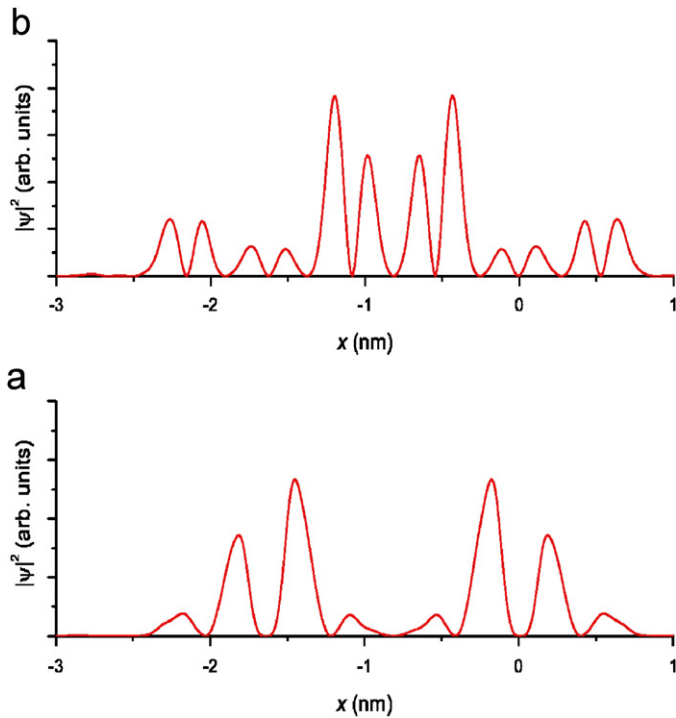 b
|ψ|² (arb. units)
-3 -2 -1 0 1
x (nm)
a
|ψ|² (arb. units)
-3 -2 -1 0 1
x (nm)